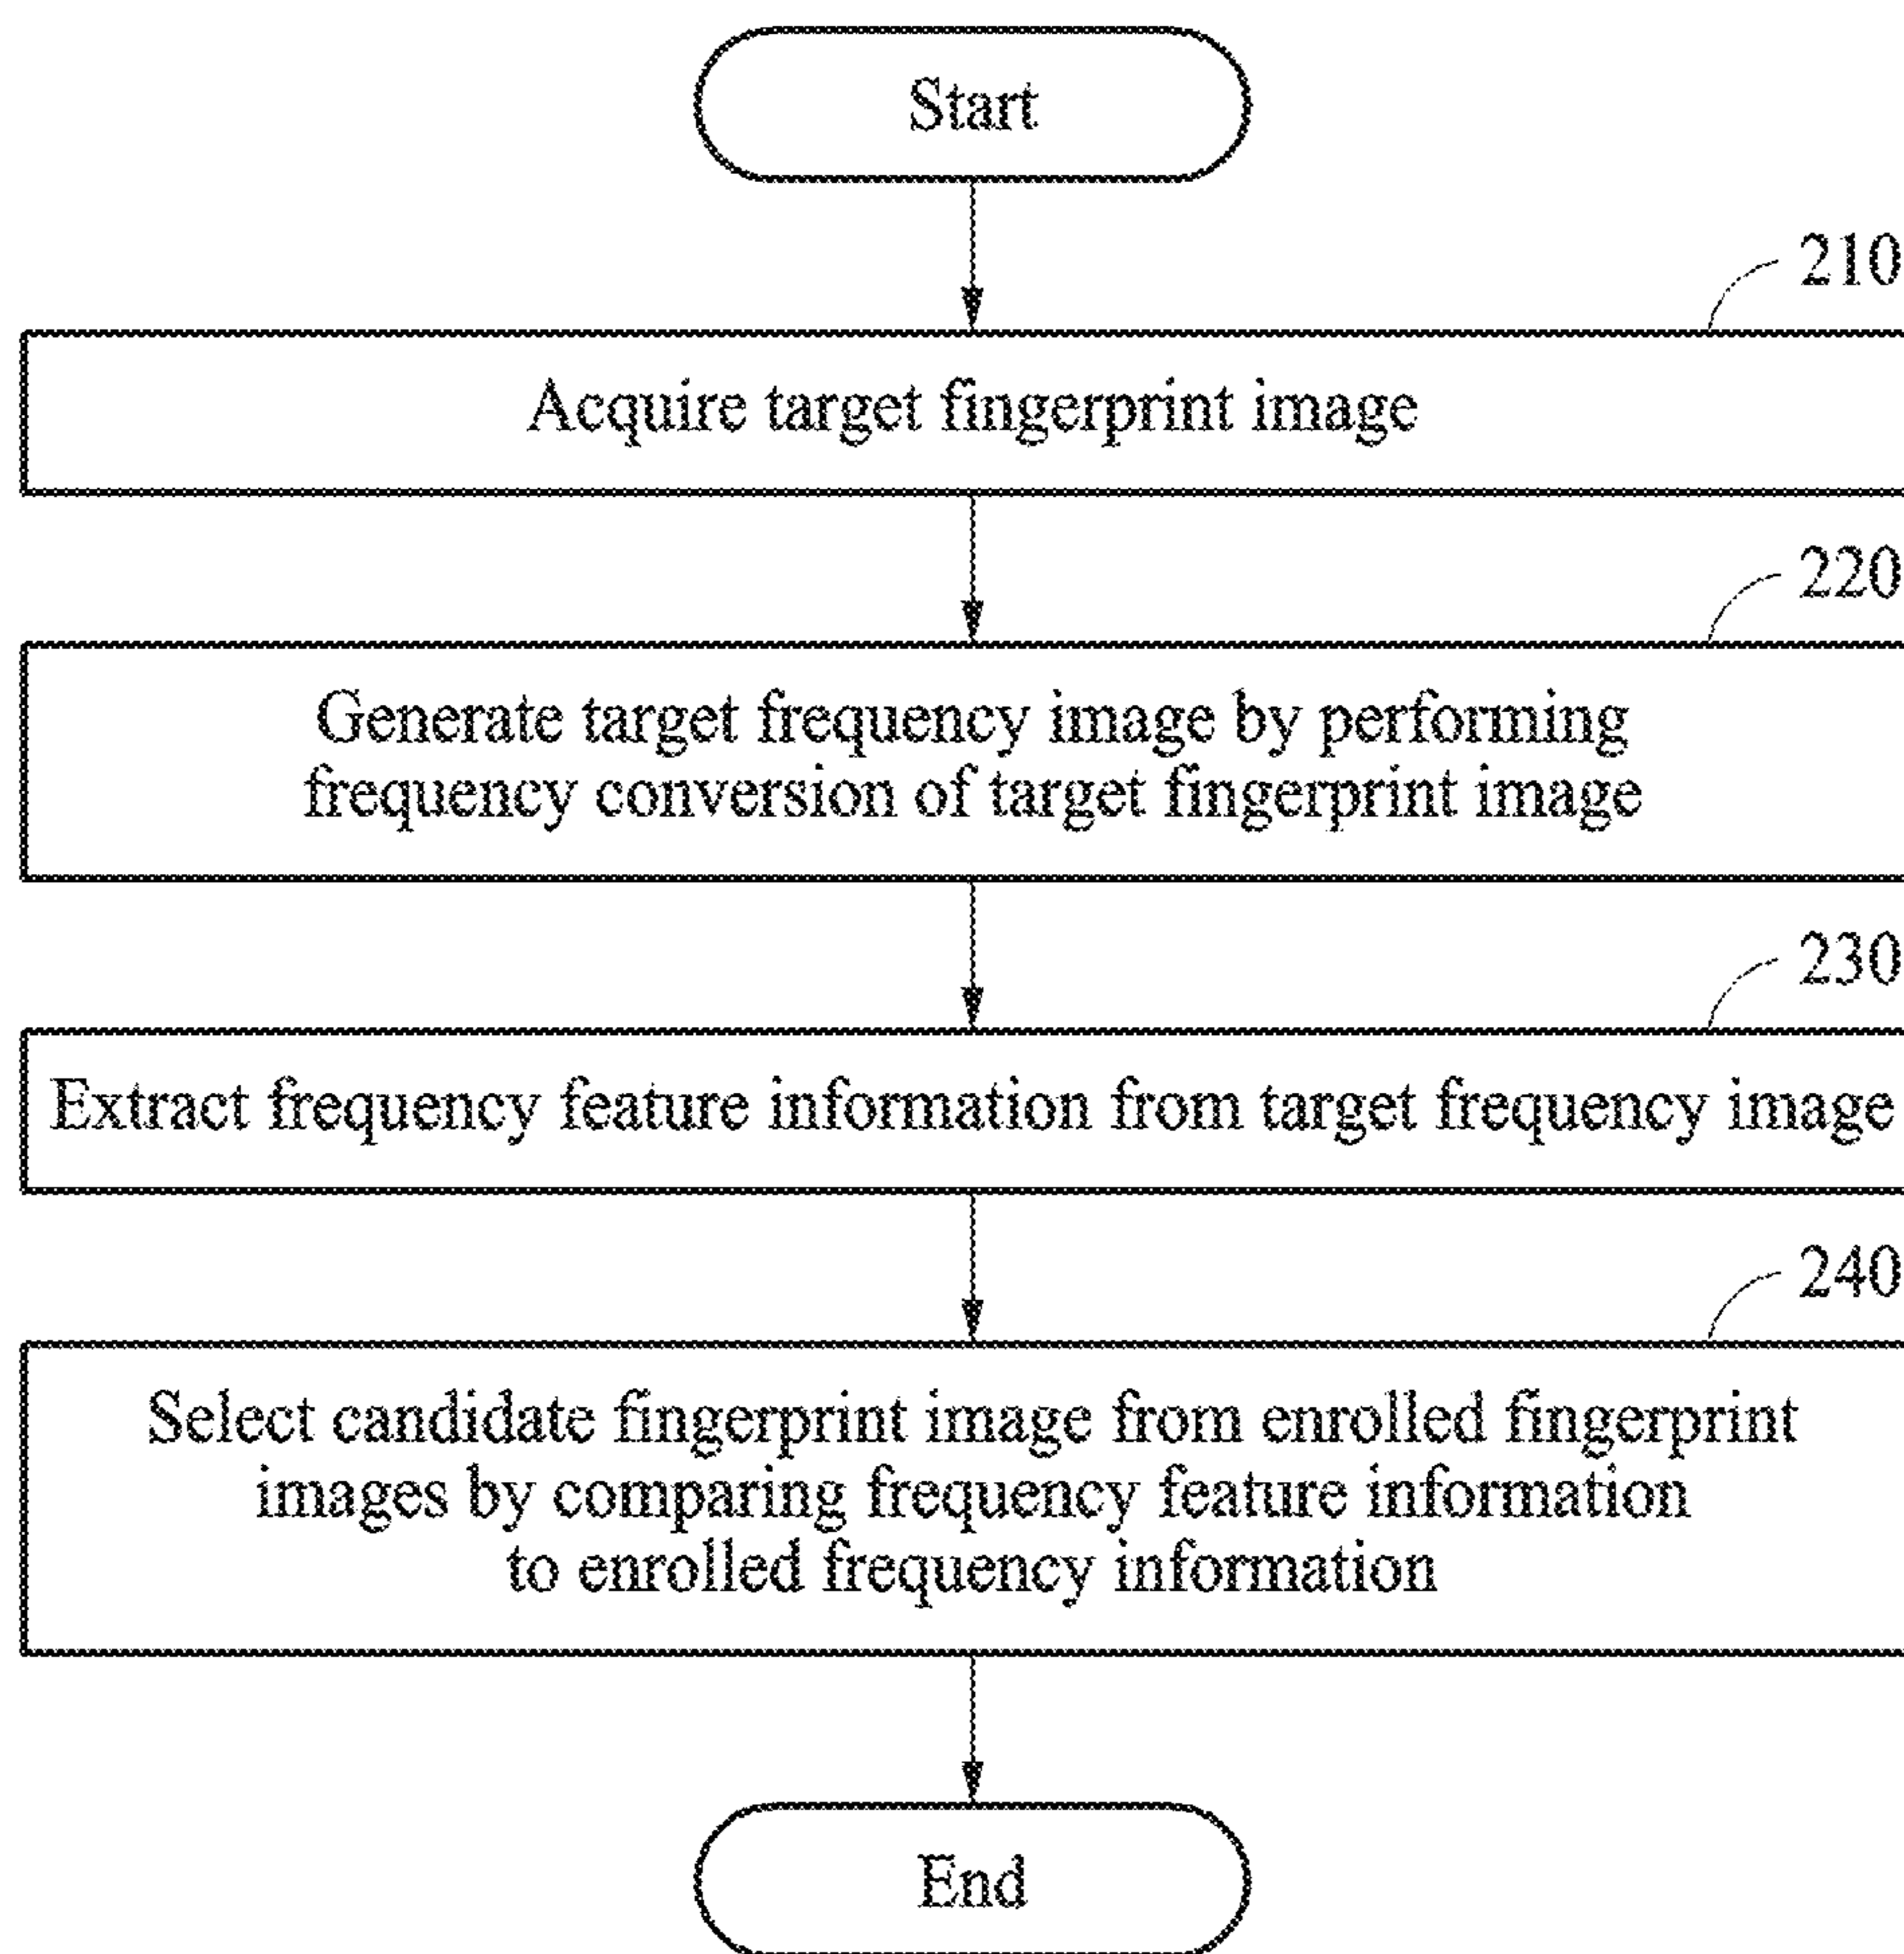 Start
210
Acquire target fingerprint image
220
Generate target frequency image by performing
frequency conversion of target fingerprint image
230
Extract frequency feature information from target frequency image
240
Select candidate fingerprint image from enrolled fingerprint
images by comparing frequency feature information
to enrolled frequency information
End